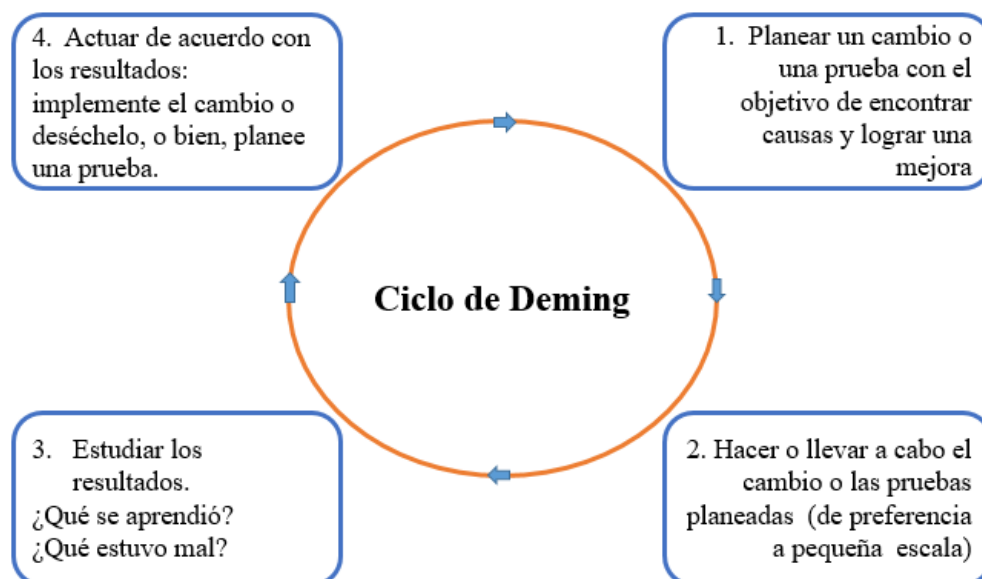 4. Actuar de acuerdo con
los resultados:
implemente el cambio o
deséchelo, o bien, planee
una prueba.
1. Planear un cambio o
una prueba con el
objetivo de encontrar
causas y lograr una
mejora
Ciclo de Deming
3. Estudiar los
resultados.
¿Qué se aprendió?
¿Qué estuvo mal?
2. Hacer o llevar a cabo el
cambio o las pruebas
planeadas (de preferencia
a pequeña escala)